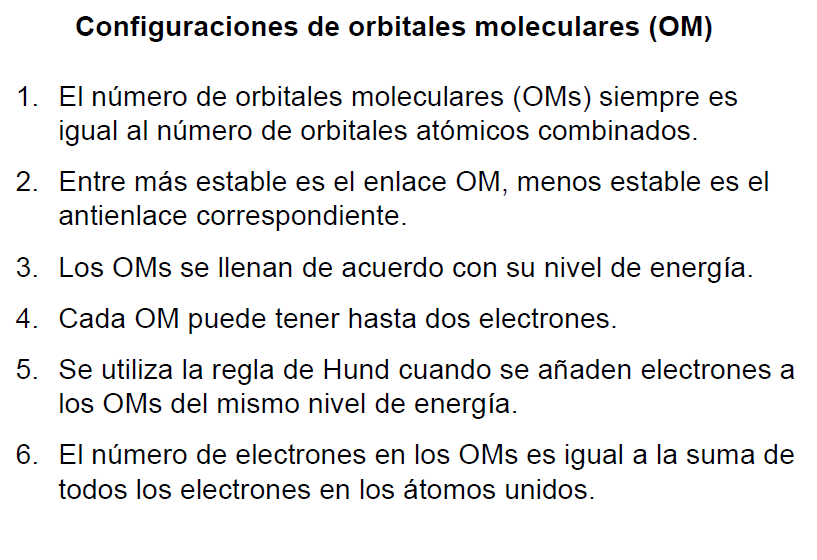 Configuraciones de orbitales moleculares (OM)
1. El número de orbitales moleculares (OMs) siempre es
igual al número de orbitales atómicos combinados.
2. Entre más estable es el enlace OM, menos estable es el
antienlace correspondiente.
3. Los OMs se llenan de acuerdo con su nivel de energía.
4. Cada OM puede tener hasta dos electrones.
5. Se utiliza la regla de Hund cuando se añaden electrones a
los OMs del mismo nivel de energía.
6. El número de electrones en los OMs es igual a la suma de
todos los electrones en los átomos unidos.